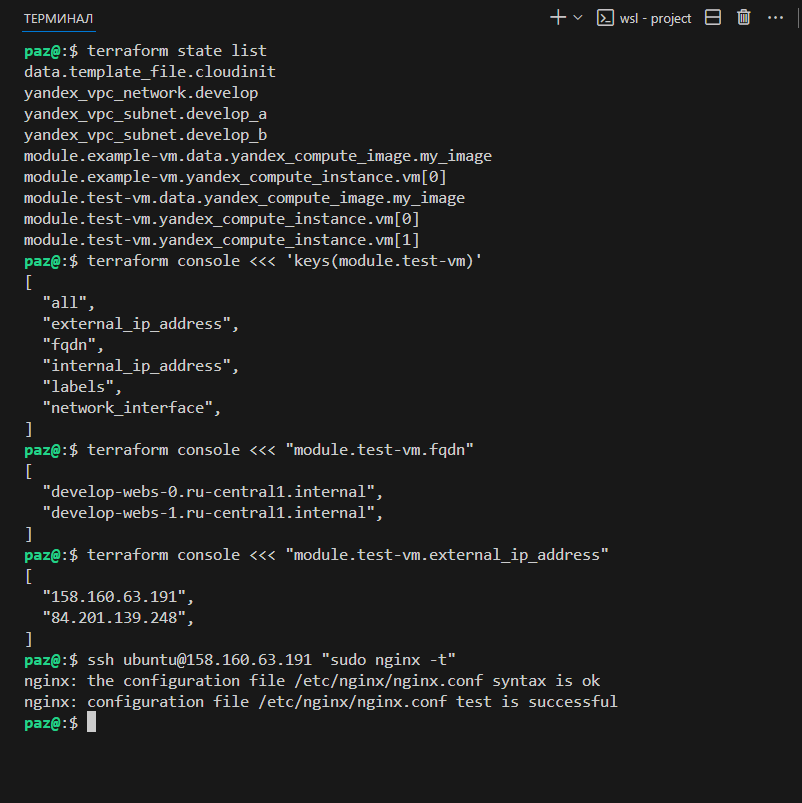 ТЕРМИНАЛ
wsl - project
paz@:$ terraform state list
data.template_file.cloudinit
yandex_vpc_network.develop
yandex_vpc_subnet.develop_a
yandex_vpc_subnet.develop_b
module.example-vm.data.yandex_compute_image.my_image
module.example-vm.yandex_compute_instance.vm[0]
module.test-vm.data.yandex_compute_image.my_image
module.test-vm.yandex_compute_instance.vm[0]
module.test-vm.yandex_compute_instance.vm[1]
paz@:$ terraform console <<< 'keys(module.test-vm)'
[
  "all",
  "external_ip_address",
  "fqdn",
  "internal_ip_address",
  "labels",
  "network_interface",
]
paz@:$ terraform console <<< "module.test-vm.fqdn"
[
  "develop-webs-0.ru-central1.internal",
  "develop-webs-1.ru-central1.internal",
]
paz@:$ terraform console <<< "module.test-vm.external_ip_address"
[
  "158.160.63.191",
  "84.201.139.248",
]
paz@:$ ssh ubuntu@158.160.63.191 "sudo nginx -t"
nginx: the configuration file /etc/nginx/nginx.conf syntax is ok
nginx: configuration file /etc/nginx/nginx.conf test is successful
paz@:$